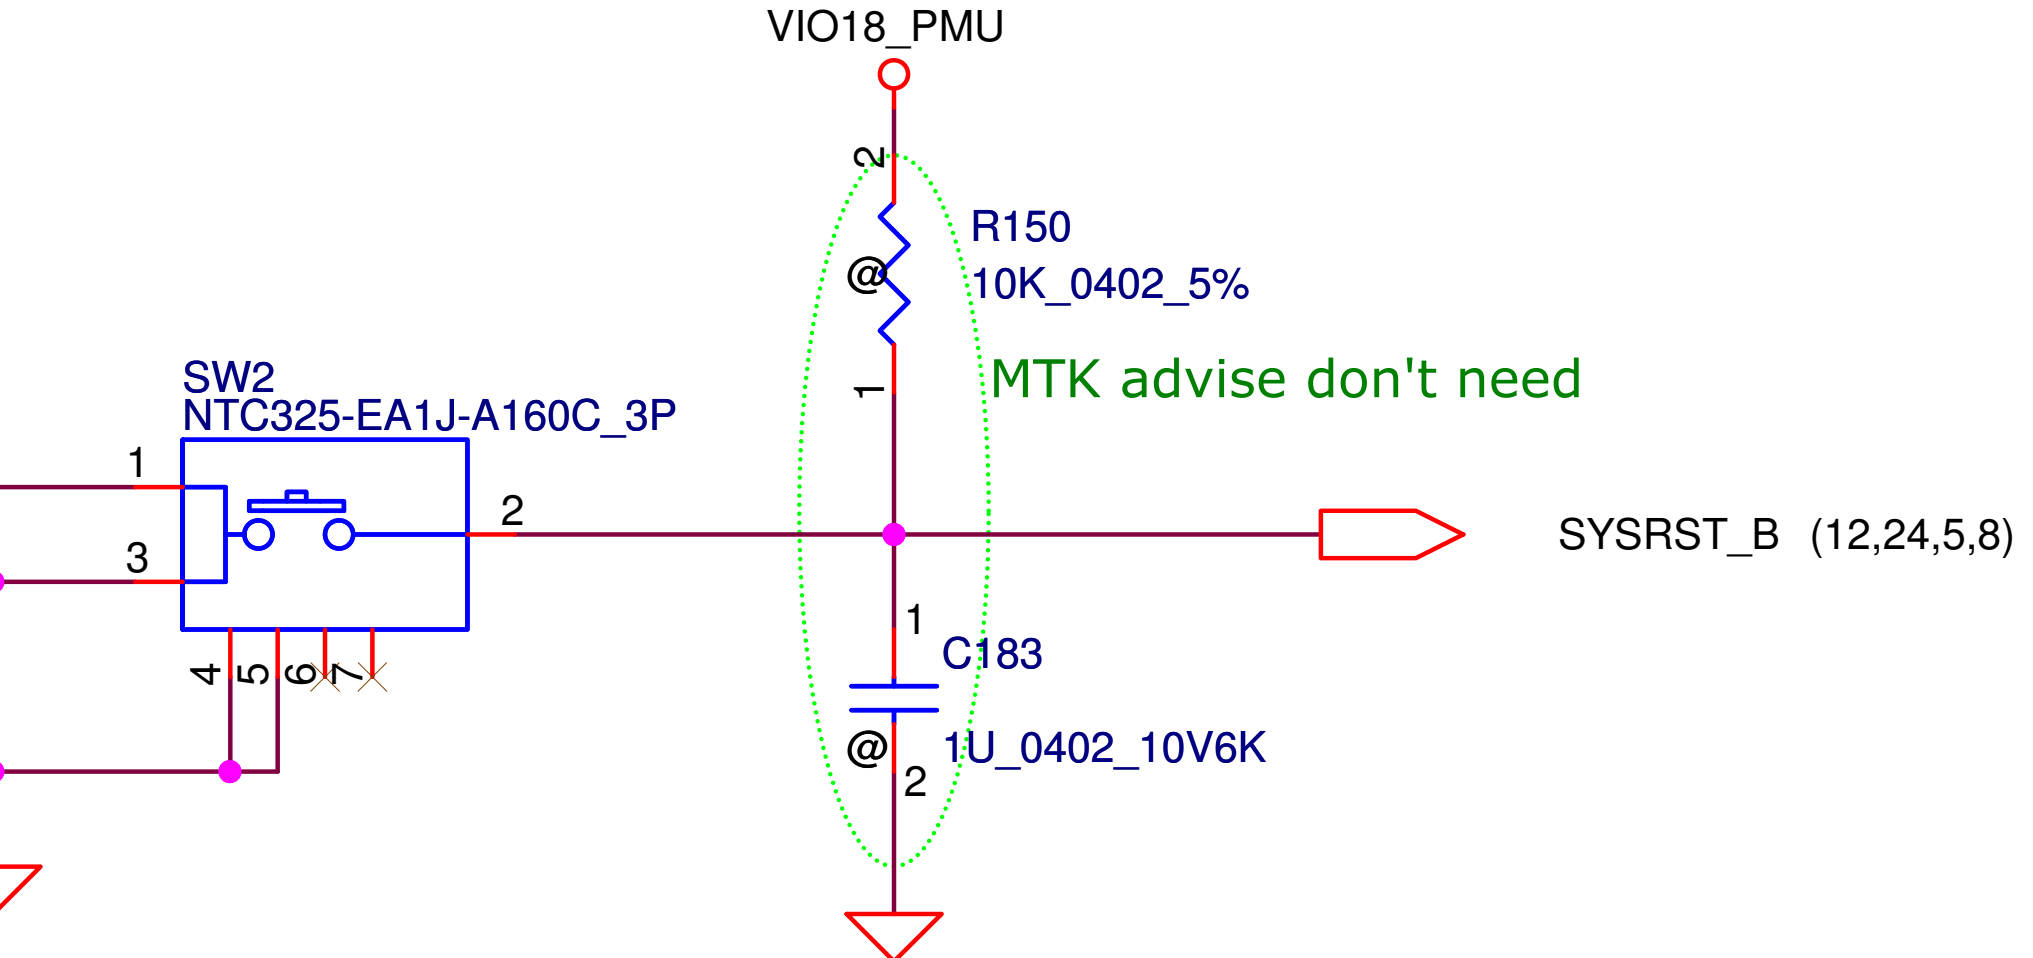 VIO18_PMU
2
R150
@
10K_0402_5%
1
MTK advise don't need
SW2
NTC325-EA1J-A160C_3P
1
2
3
SYSRST_B (12,24,5,8)
1
C183
4
5
6
7
@
1U_0402_10V6K
2